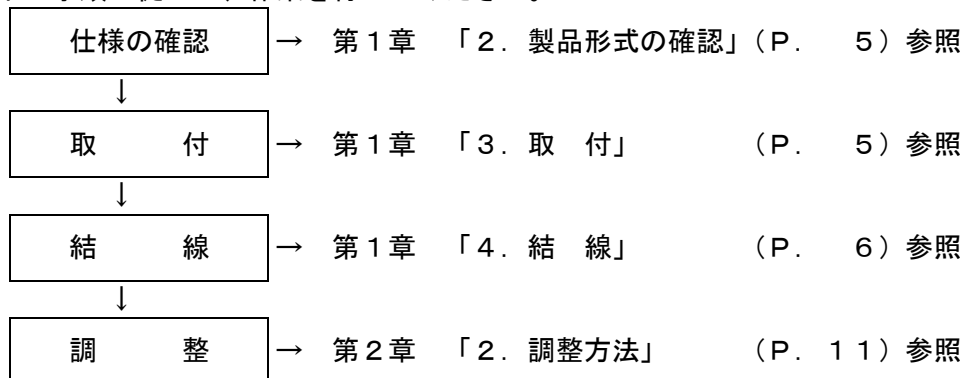 仕様の確認 → 第1章 「2．製品形式の確認」（P． 5）参照
↓
取 付 → 第1章 「3．取 付」 （P． 5）参照
↓
結 線 → 第1章 「4．結 線」 （P． 6）参照
↓
調 整 → 第2章 「2．調整方法」 （P．11）参照